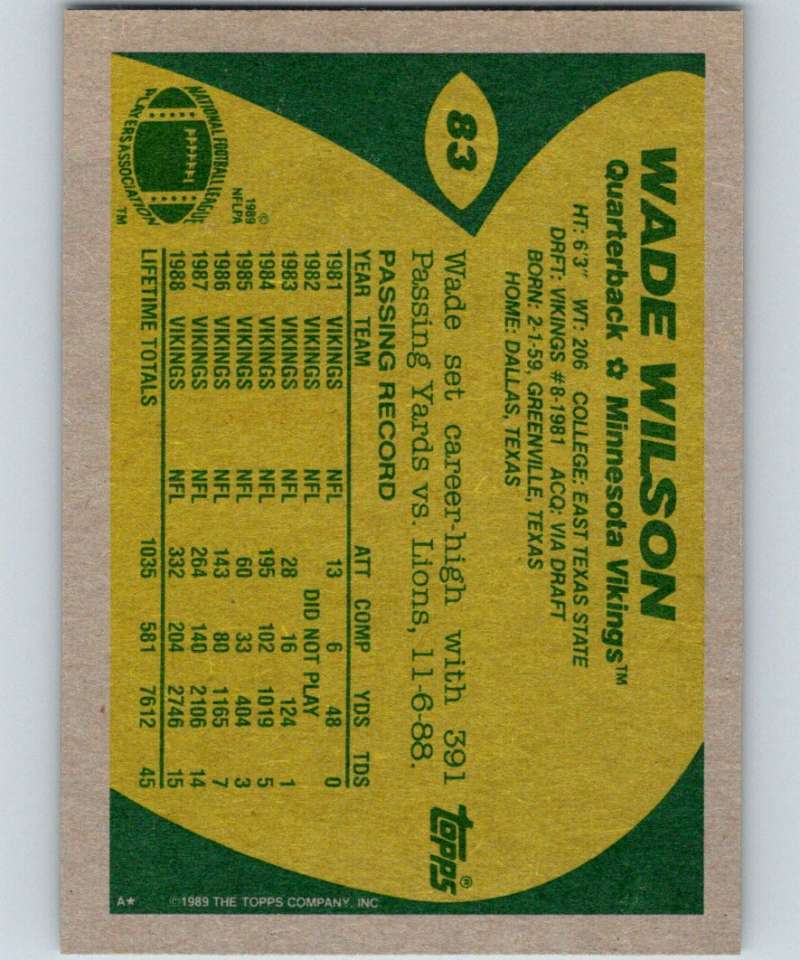 83
WADE WILSON
Quarterback ✿ Minnesota Vikings™
HT: 6'3" WT: 206 COLLEGE: EAST TEXAS STATE
DRFT: VIKINGS #8-1981 ACQ: VIA DRAFT
BORN: 2-1-59, GREENVILLE, TEXAS
HOME: DALLAS, TEXAS
Wade set career-high with 391
Passing Yards vs. Lions, 11-6-88.
PASSING RECORD
YEAR TEAM ATT COMP YDS TDS
1981 VIKINGS NFL 13 6 48 0
1982 VIKINGS NFL DID NOT PLAY
1983 VIKINGS NFL 28 16 124 1
1984 VIKINGS NFL 195 102 1019 5
1985 VIKINGS NFL 60 33 404 3
1986 VIKINGS NFL 143 80 1165 7
1987 VIKINGS NFL 264 140 2106 14
1988 VIKINGS NFL 332 204 2746 15
LIFETIME TOTALS 1035 581 7612 45
©
1989
NFLPA
NATIONAL FOOTBALL LEAGUE
PLAYERS ASSOCIATION
™
topps®
A★ ©1989 THE TOPPS COMPANY, INC.